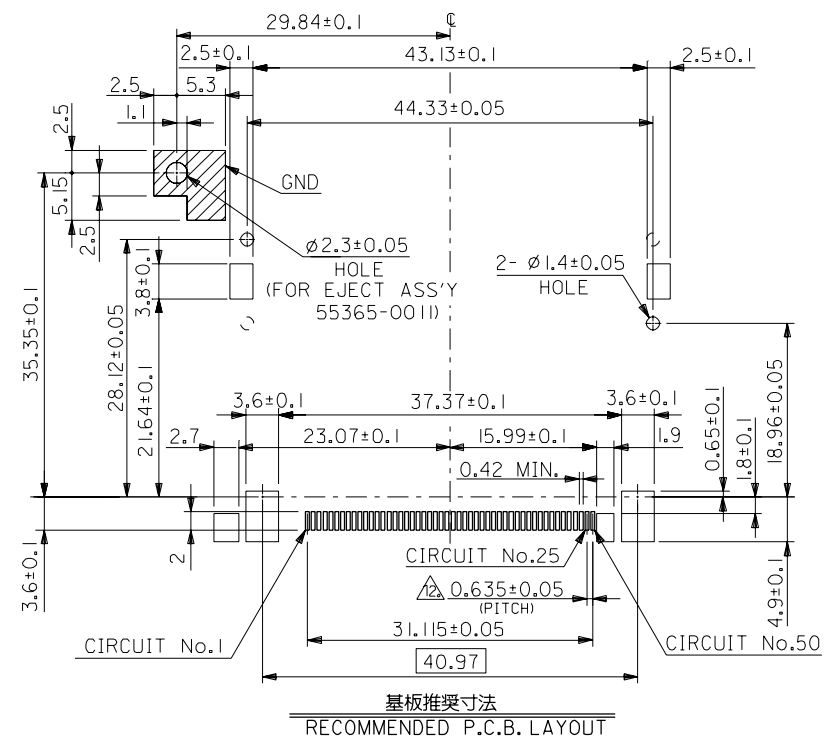 29.84±0.1
℄
2.5±0.1
43.13±0.1
2.5±0.1
2.5
5.3
1.1
44.33±0.05
2.5
5.15
2.5
GND
ø2.3±0.05
HOLE
(FOR EJECT ASS'Y
55365-0011)
2- ø1.4±0.05
HOLE
35.35±0.1
28.12±0.05
3.8±0.1
21.64±0.1
3.6±0.1
37.37±0.1
3.6±0.1
2.7
23.07±0.1
15.99±0.1
1.9
0.42 MIN.
0.65±0.1
1.8±0.1
18.96±0.05
3.6±0.1
2
4.9±0.1
CIRCUIT No.25
12. 0.635±0.05
(PITCH)
31.115±0.05
CIRCUIT No.1
CIRCUIT No.50
40.97
基板推奨寸法
RECOMMENDED P.C.B. LAYOUT